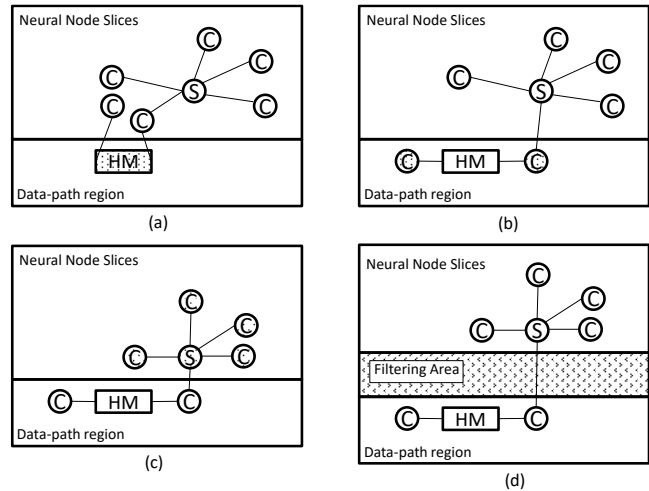 Neural Node Slices
C
C
C
C
S
C
C
HM
Data-path region
(a)
Neural Node Slices
C
C
C
S
C
C
HM
C
Data-path region
(b)
Neural Node Slices
C
C
C
S
C
C
HM
C
Data-path region
(c)
Neural Node Slices
C
C
C
S
C
Filtering Area
C
HM
C
Data-path region
(d)